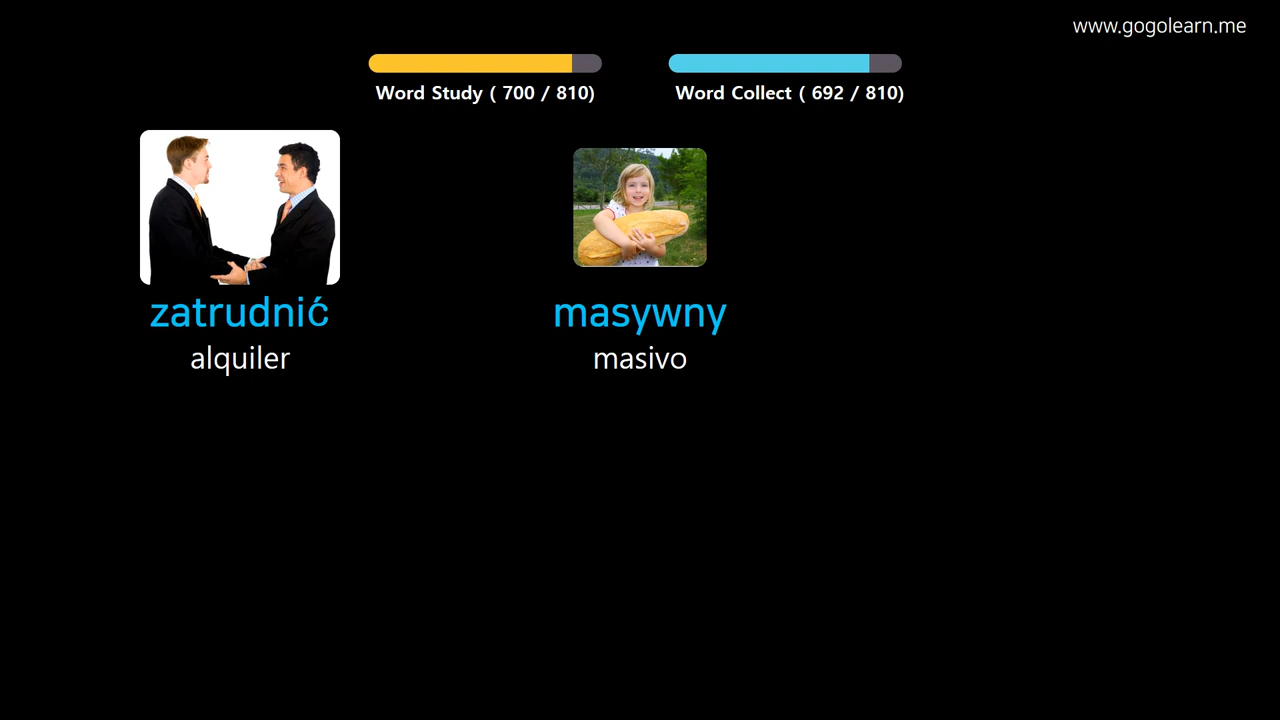 www.gogolearn.me
Word Study ( 700 / 810)
Word Collect ( 692 / 810)
zatrudnić
alquiler
masywny
masivo